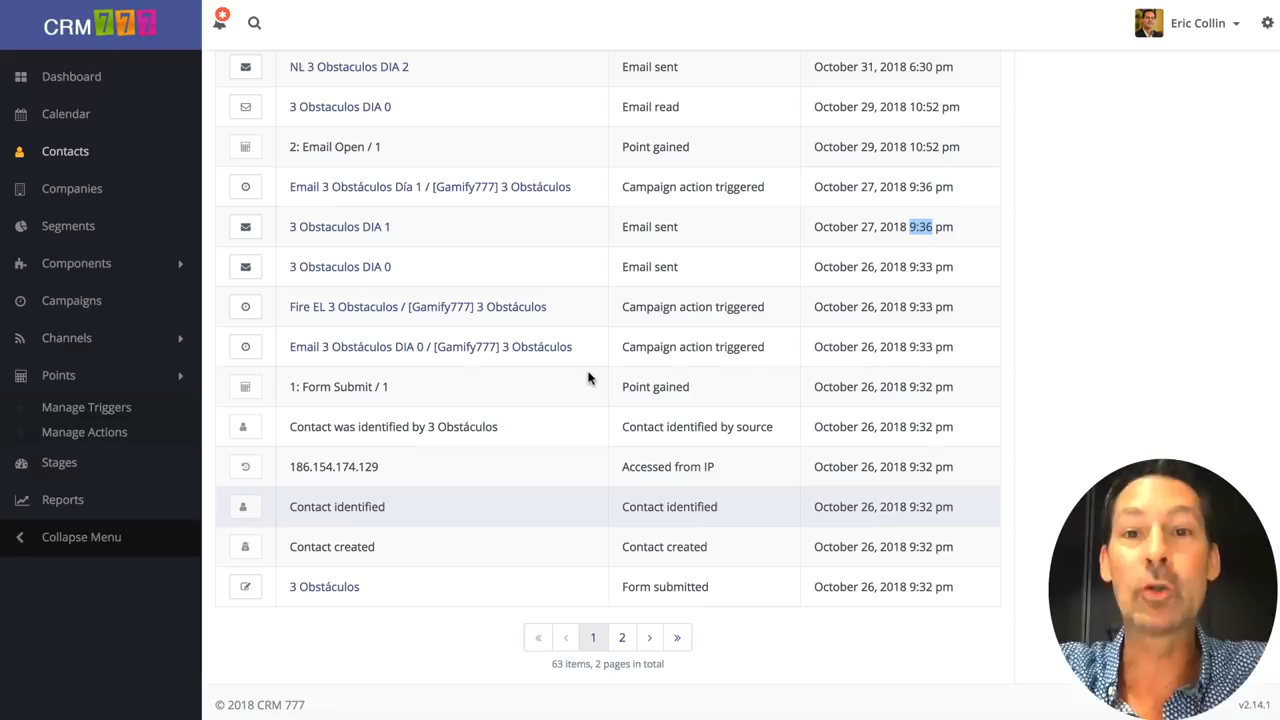 CRM 777
Eric Collin
Dashboard
Calendar
Contacts
Companies
Segments
Components
Campaigns
Channels
Points
Manage Triggers
Manage Actions
Stages
Reports
Collapse Menu
NL 3 Obstaculos DIA 2 Email sent October 31, 2018 6:30 pm
3 Obstaculos DIA 0 Email read October 29, 2018 10:52 pm
2: Email Open / 1 Point gained October 29, 2018 10:52 pm
Email 3 Obstáculos Día 1 / [Gamify777] 3 Obstáculos Campaign action triggered October 27, 2018 9:36 pm
3 Obstaculos DIA 1 Email sent October 27, 2018 9:36 pm
3 Obstaculos DIA 0 Email sent October 26, 2018 9:33 pm
Fire EL 3 Obstaculos / [Gamify777] 3 Obstáculos Campaign action triggered October 26, 2018 9:33 pm
Email 3 Obstáculos DIA 0 / [Gamify777] 3 Obstáculos Campaign action triggered October 26, 2018 9:33 pm
1: Form Submit / 1 Point gained October 26, 2018 9:32 pm
Contact was identified by 3 Obstáculos Contact identified by source October 26, 2018 9:32 pm
186.154.174.129 Accessed from IP October 26, 2018 9:32 pm
Contact identified Contact identified October 26, 2018 9:32 pm
Contact created Contact created October 26, 2018 9:32 pm
3 Obstáculos Form submitted October 26, 2018 9:32 pm
« ‹ 1 2 › »
63 items, 2 pages in total
© 2018 CRM 777
v2.14.1